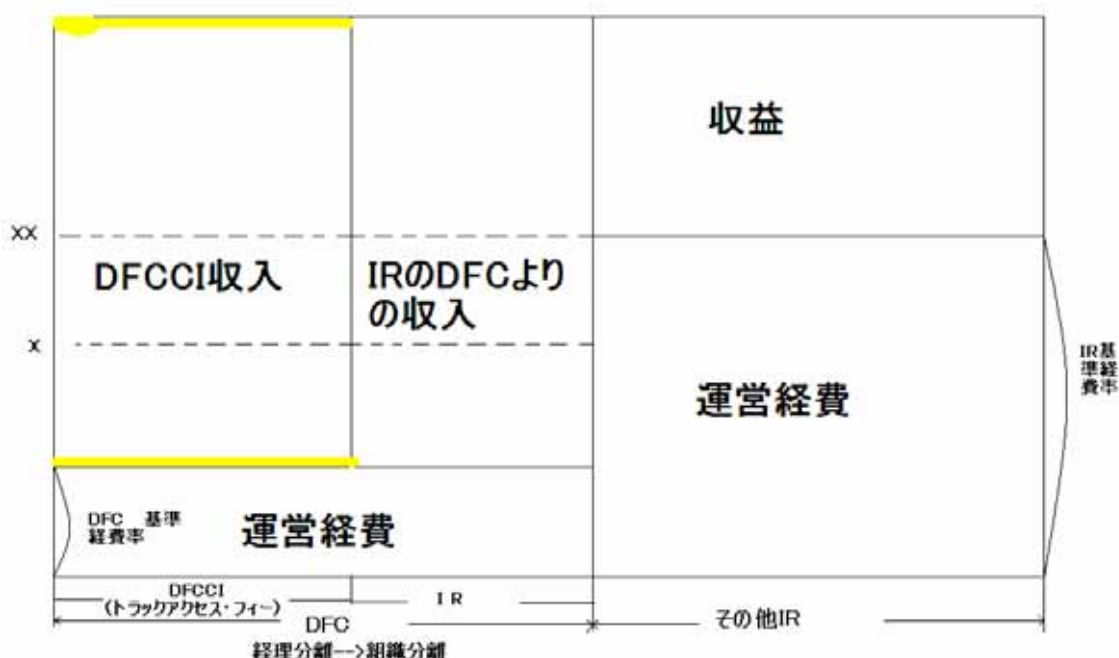 収益
XX
DFCCI収入
IRのDFCより
の収入
X
IR基
準経
費率
運営経費
DFC 基準
経費率
運営経費
DFCCI
(トラックアクセス・フィー)
IR
DFC
その他IR
経理分離-->組織分離